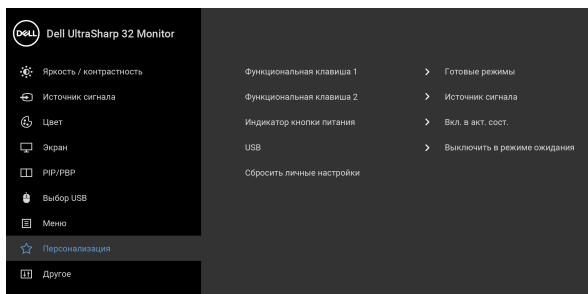 DELL Dell UltraSharp 32 Monitor
Яркость / контрастность
Источник сигнала
Цвет
Экран
PIP/PBP
Выбор USB
Меню
Персонализация
Другое
Функциональная клавиша 1 Готовые режимы
Функциональная клавиша 2 Источник сигнала
Индикатор кнопки питания Вкл. в акт. сост.
USB Выключить в режиме ожидания
Сбросить личные настройки